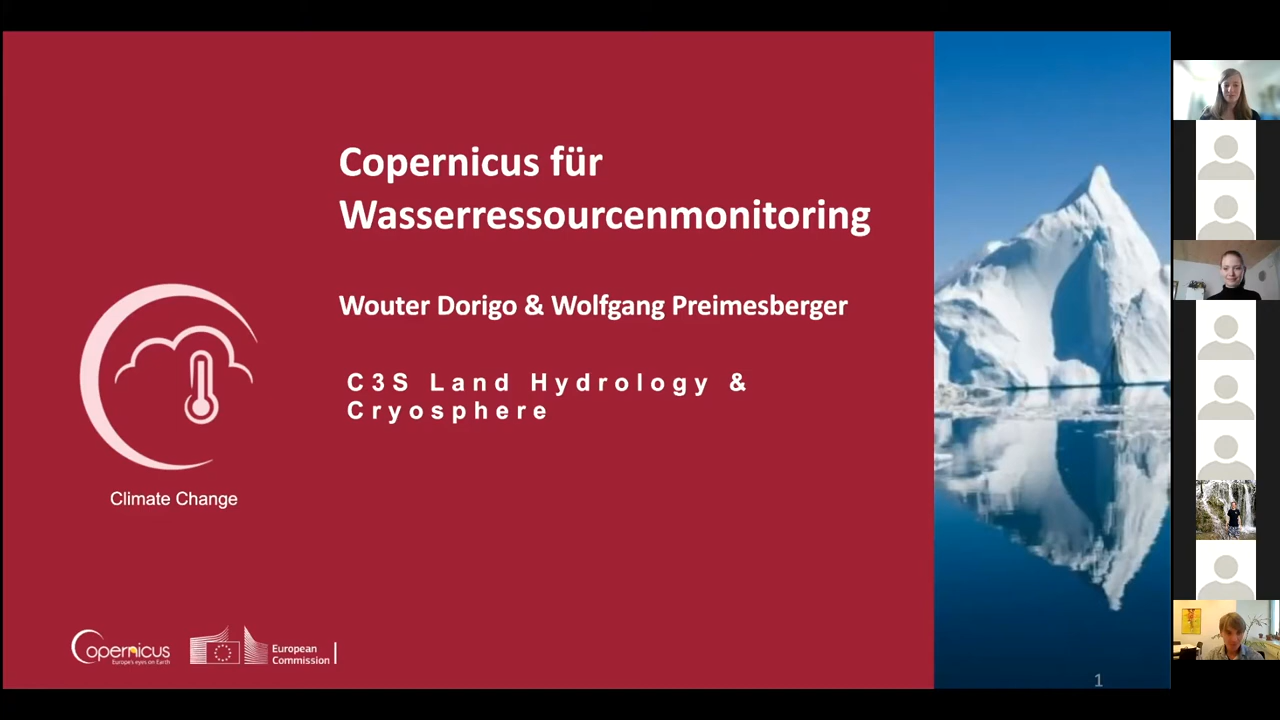 Copernicus für
Wasserressourcenmonitoring
Wouter Dorigo & Wolfgang Preimesberger
C3S Land Hydrology &
Cryosphere
Climate Change
Copernicus
Europe's eyes on Earth
European
Commission
1